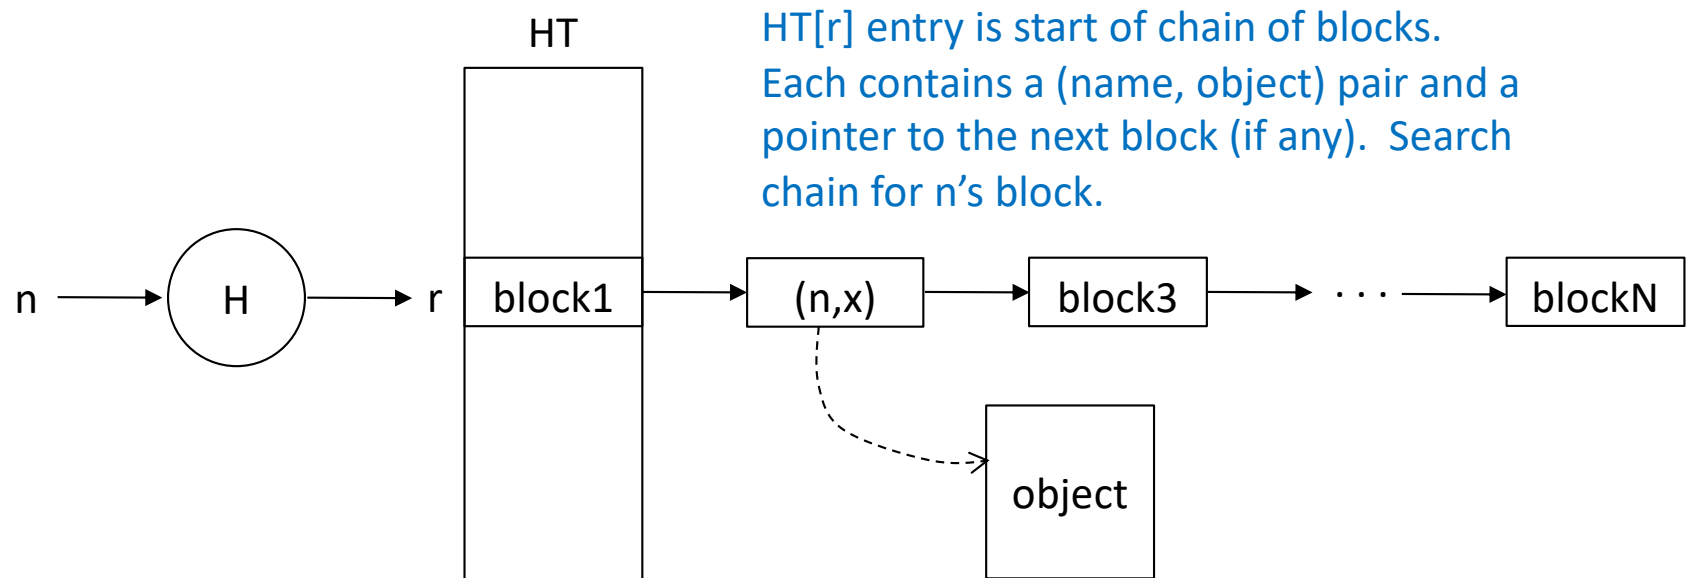 HT
HT[r] entry is start of chain of blocks.
Each contains a (name, object) pair and a
pointer to the next block (if any).  Search
chain for n’s block.
n
H
r
block1
(n,x)
block3
· · ·
blockN
object